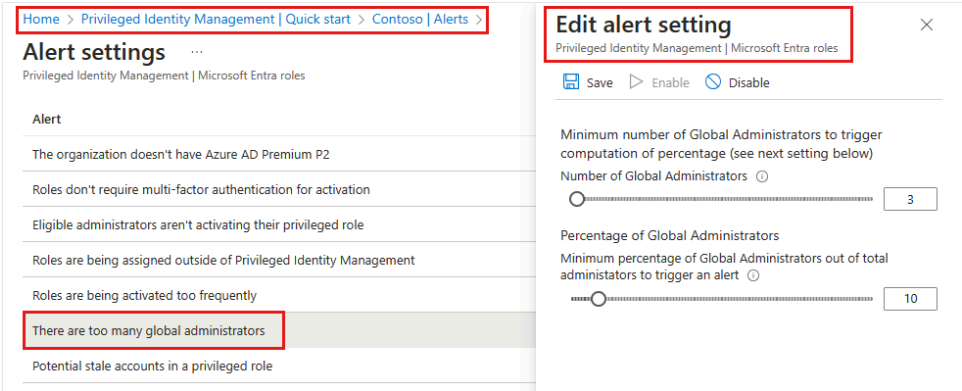 Home > Privileged Identity Management | Quick start > Contoso | Alerts >
Alert settings ...
Privileged Identity Management | Microsoft Entra roles
Alert
The organization doesn't have Azure AD Premium P2
Roles don't require multi-factor authentication for activation
Eligible administrators aren't activating their privileged role
Roles are being assigned outside of Privileged Identity Management
Roles are being activated too frequently
There are too many global administrators
Potential stale accounts in a privileged role
Edit alert setting
Privileged Identity Management | Microsoft Entra roles
Save Enable Disable
Minimum number of Global Administrators to trigger
computation of percentage (see next setting below)
Number of Global Administrators
3
Percentage of Global Administrators
Minimum percentage of Global Administrators out of total
administators to trigger an alert
10